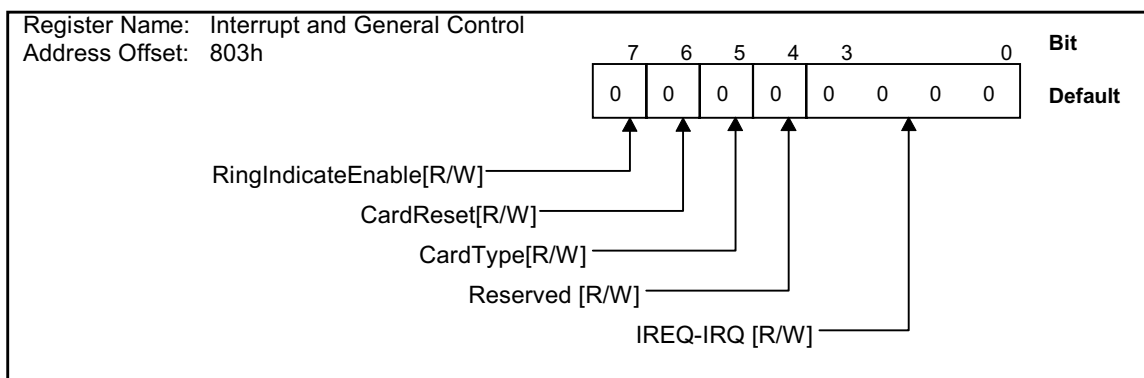 Register Name: Interrupt and General Control
Address Offset: 803h
7 6 5 4 3 0 Bit
0 0 0 0 0 0 0 0 Default
RingIndicateEnable[R/W]
CardReset[R/W]
CardType[R/W]
Reserved [R/W]
IREQ-IRQ [R/W]